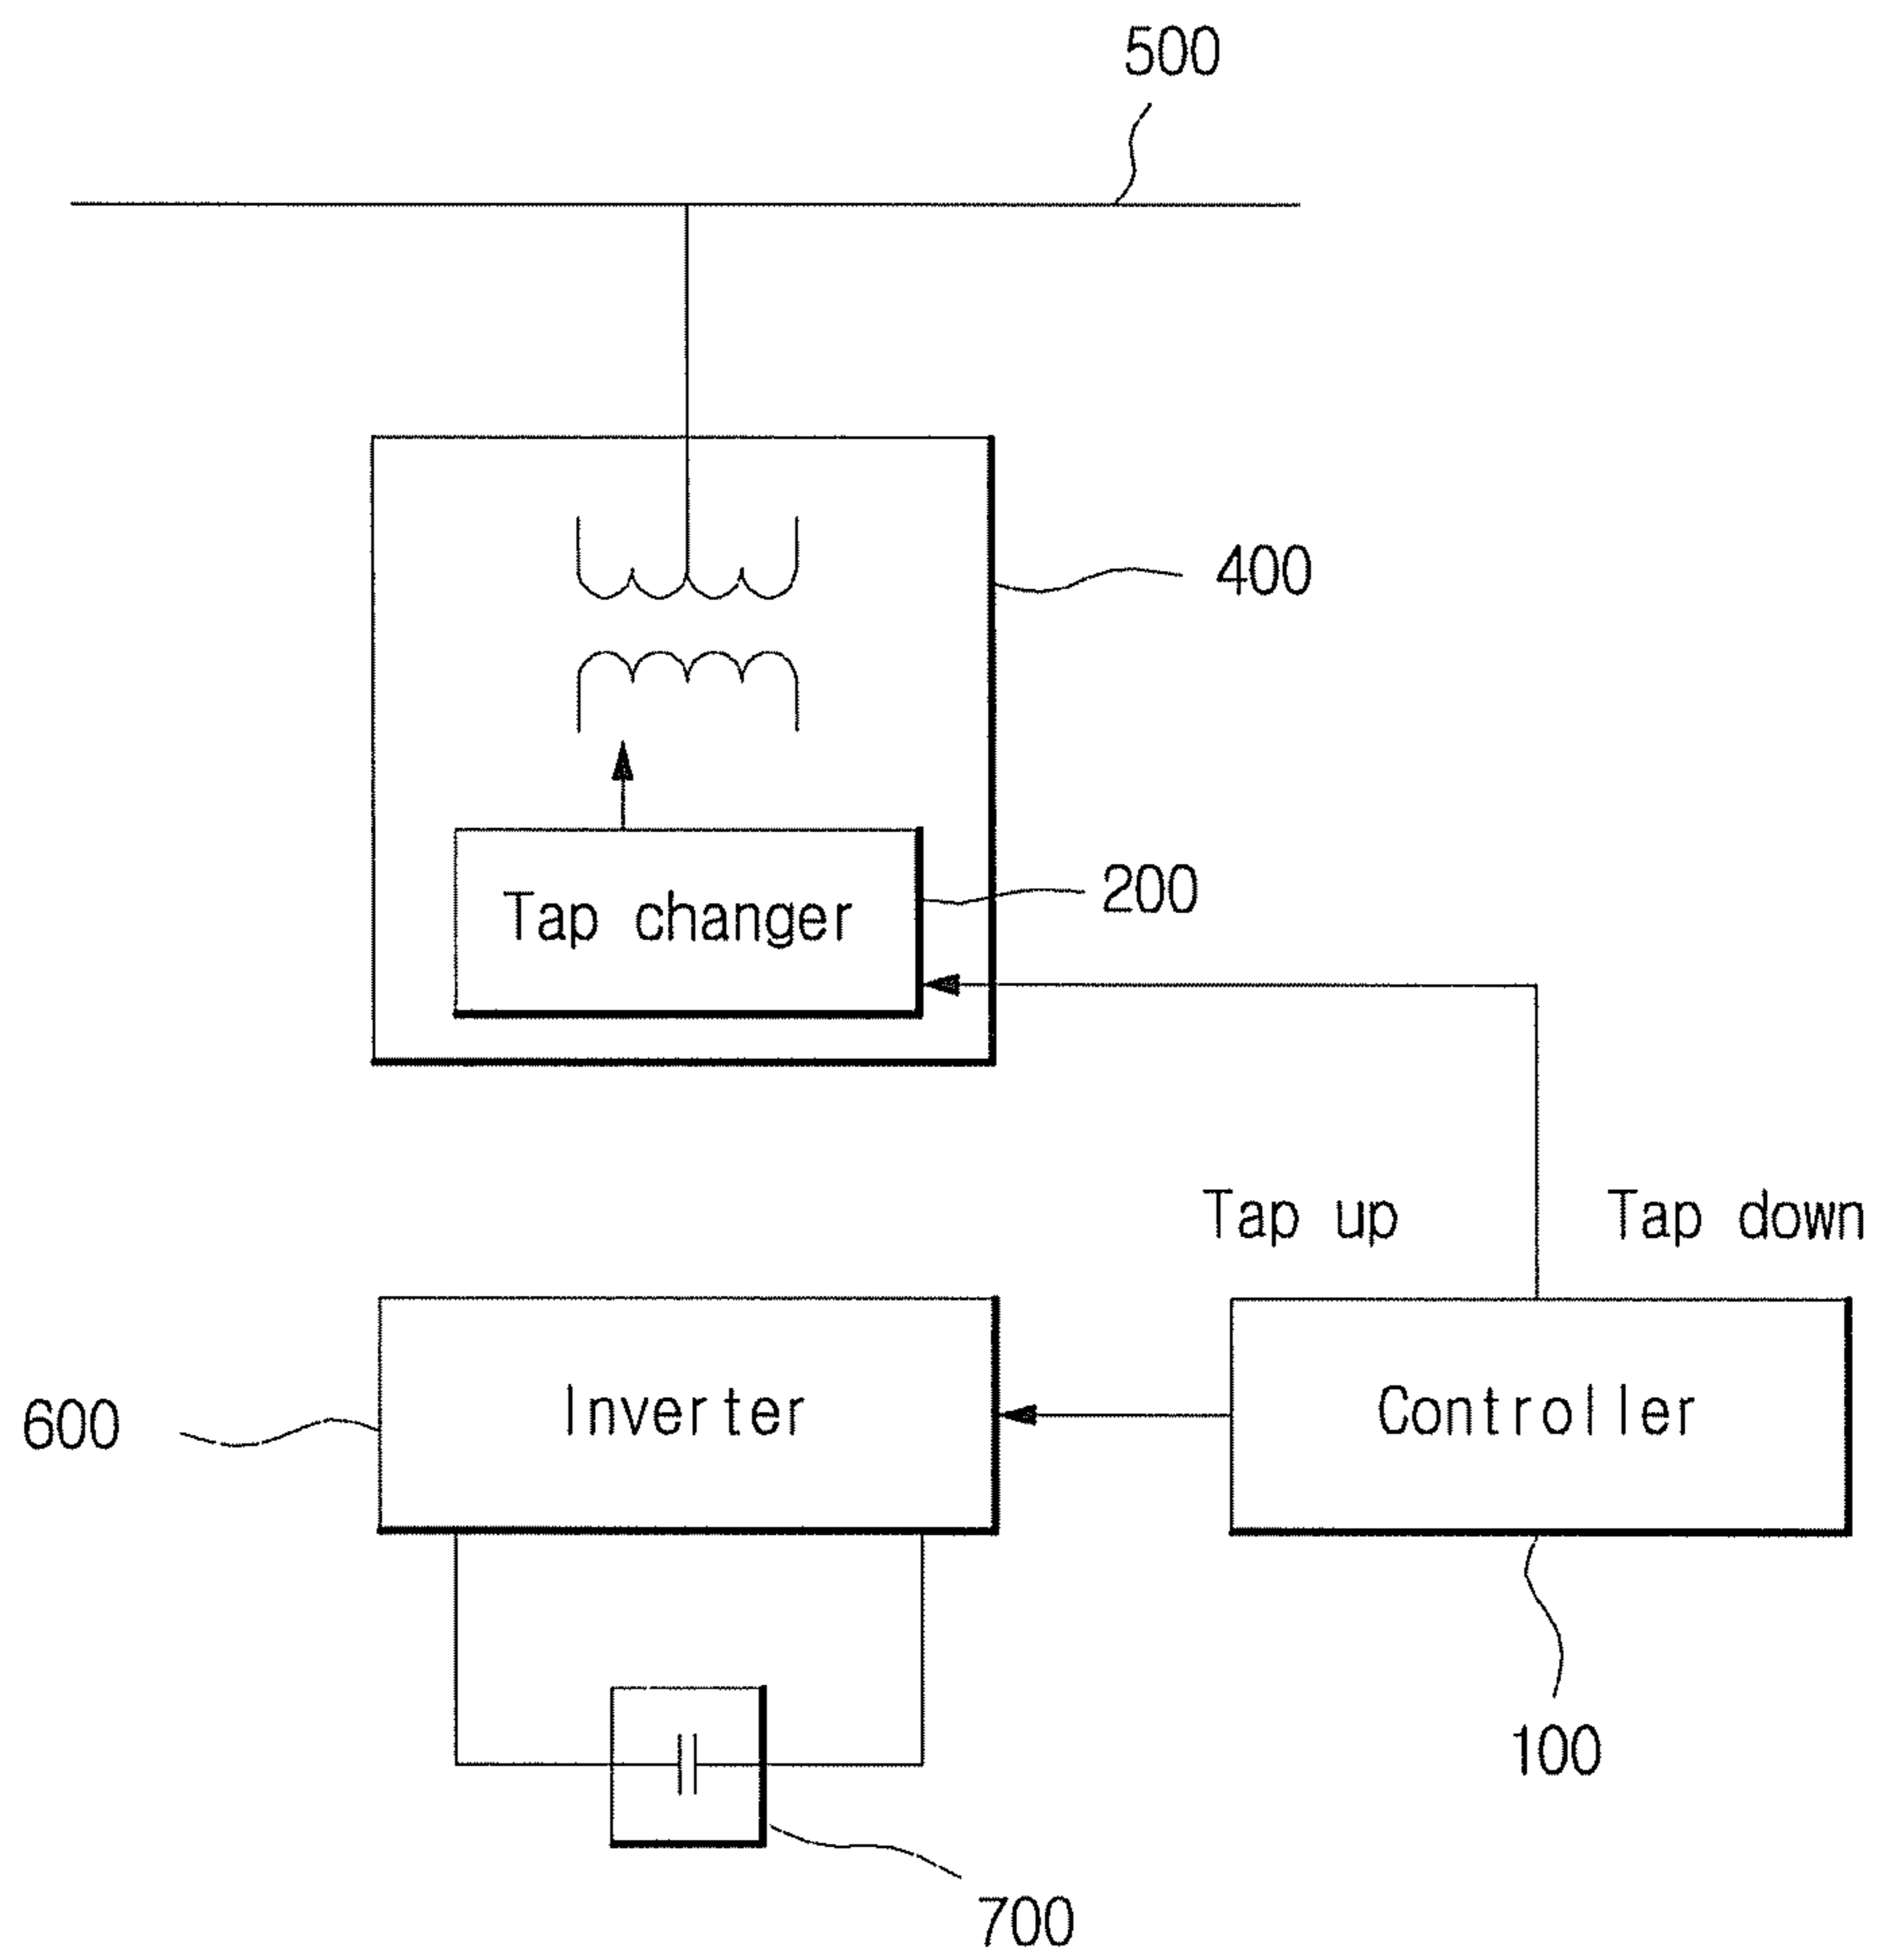 500
400
200
Tap changer
Tap up
Tap down
600
Inverter
Controller
100
700